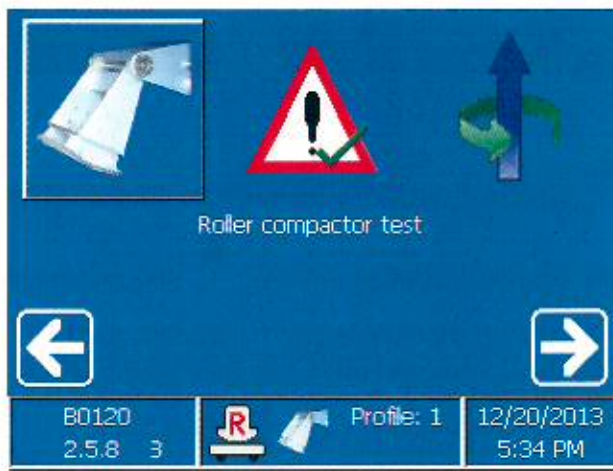 Roller compactor test
B0120
2.5.8 3
R
Profile: 1
12/20/2013
5:34 PM